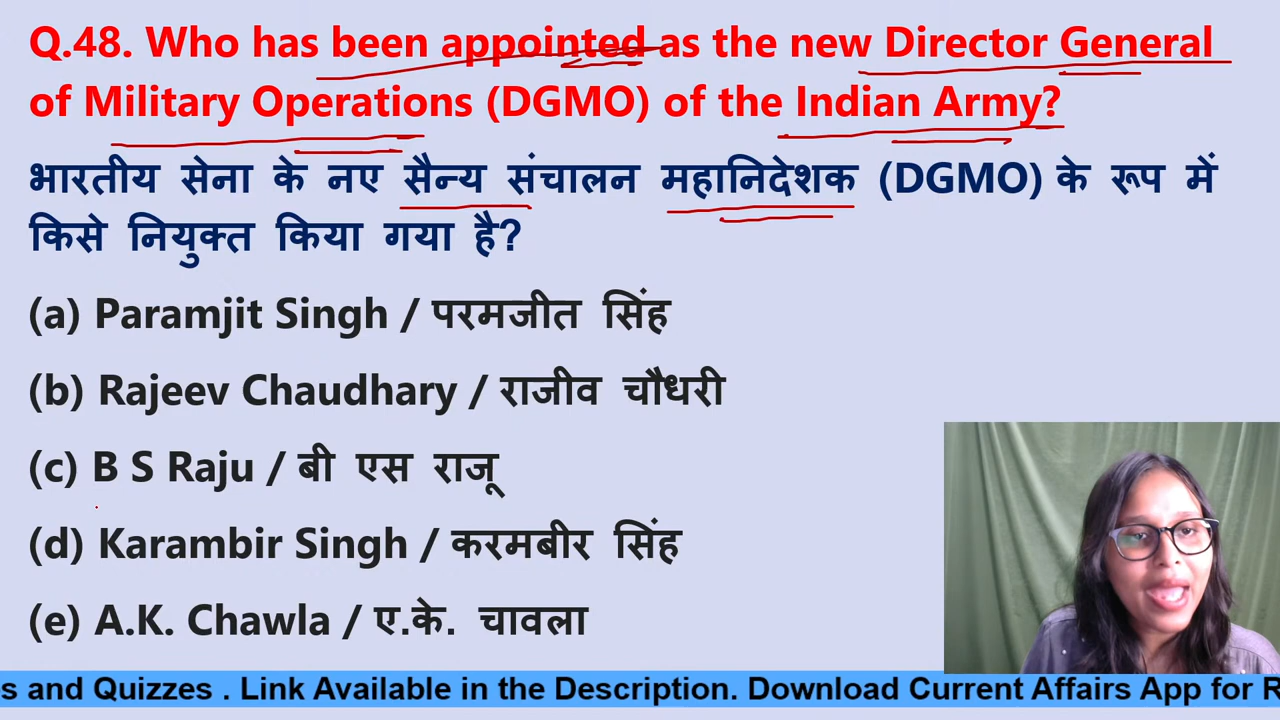 Q.48. Who has been appointed as the new Director General
of Military Operations (DGMO) of the Indian Army?
भारतीय सेना के नए सैन्य संचालन महानिदेशक (DGMO) के रूप में
किसे नियुक्त किया गया है?
(a) Paramjit Singh / परमजीत सिंह
(b) Rajeev Chaudhary / राजीव चौधरी
(c) B S Raju / बी एस राजू
(d) Karambir Singh / करमबीर सिंह
(e) A.K. Chawla / ए.के. चावला
s and Quizzes . Link Available in the Description. Download Current Affairs App for R